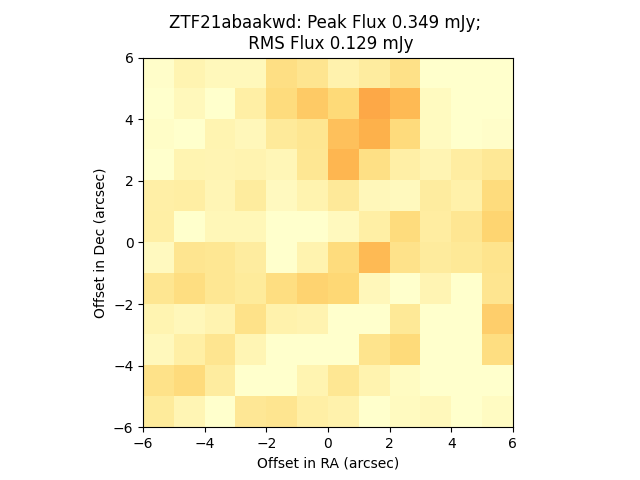 ZTF21abaakwd: Peak Flux 0.349 mJy;
RMS Flux 0.129 mJy
6
4
2
0
−2
−4
−6
Offset in Dec (arcsec)
−6 −4 −2 0 2 4 6
Offset in RA (arcsec)